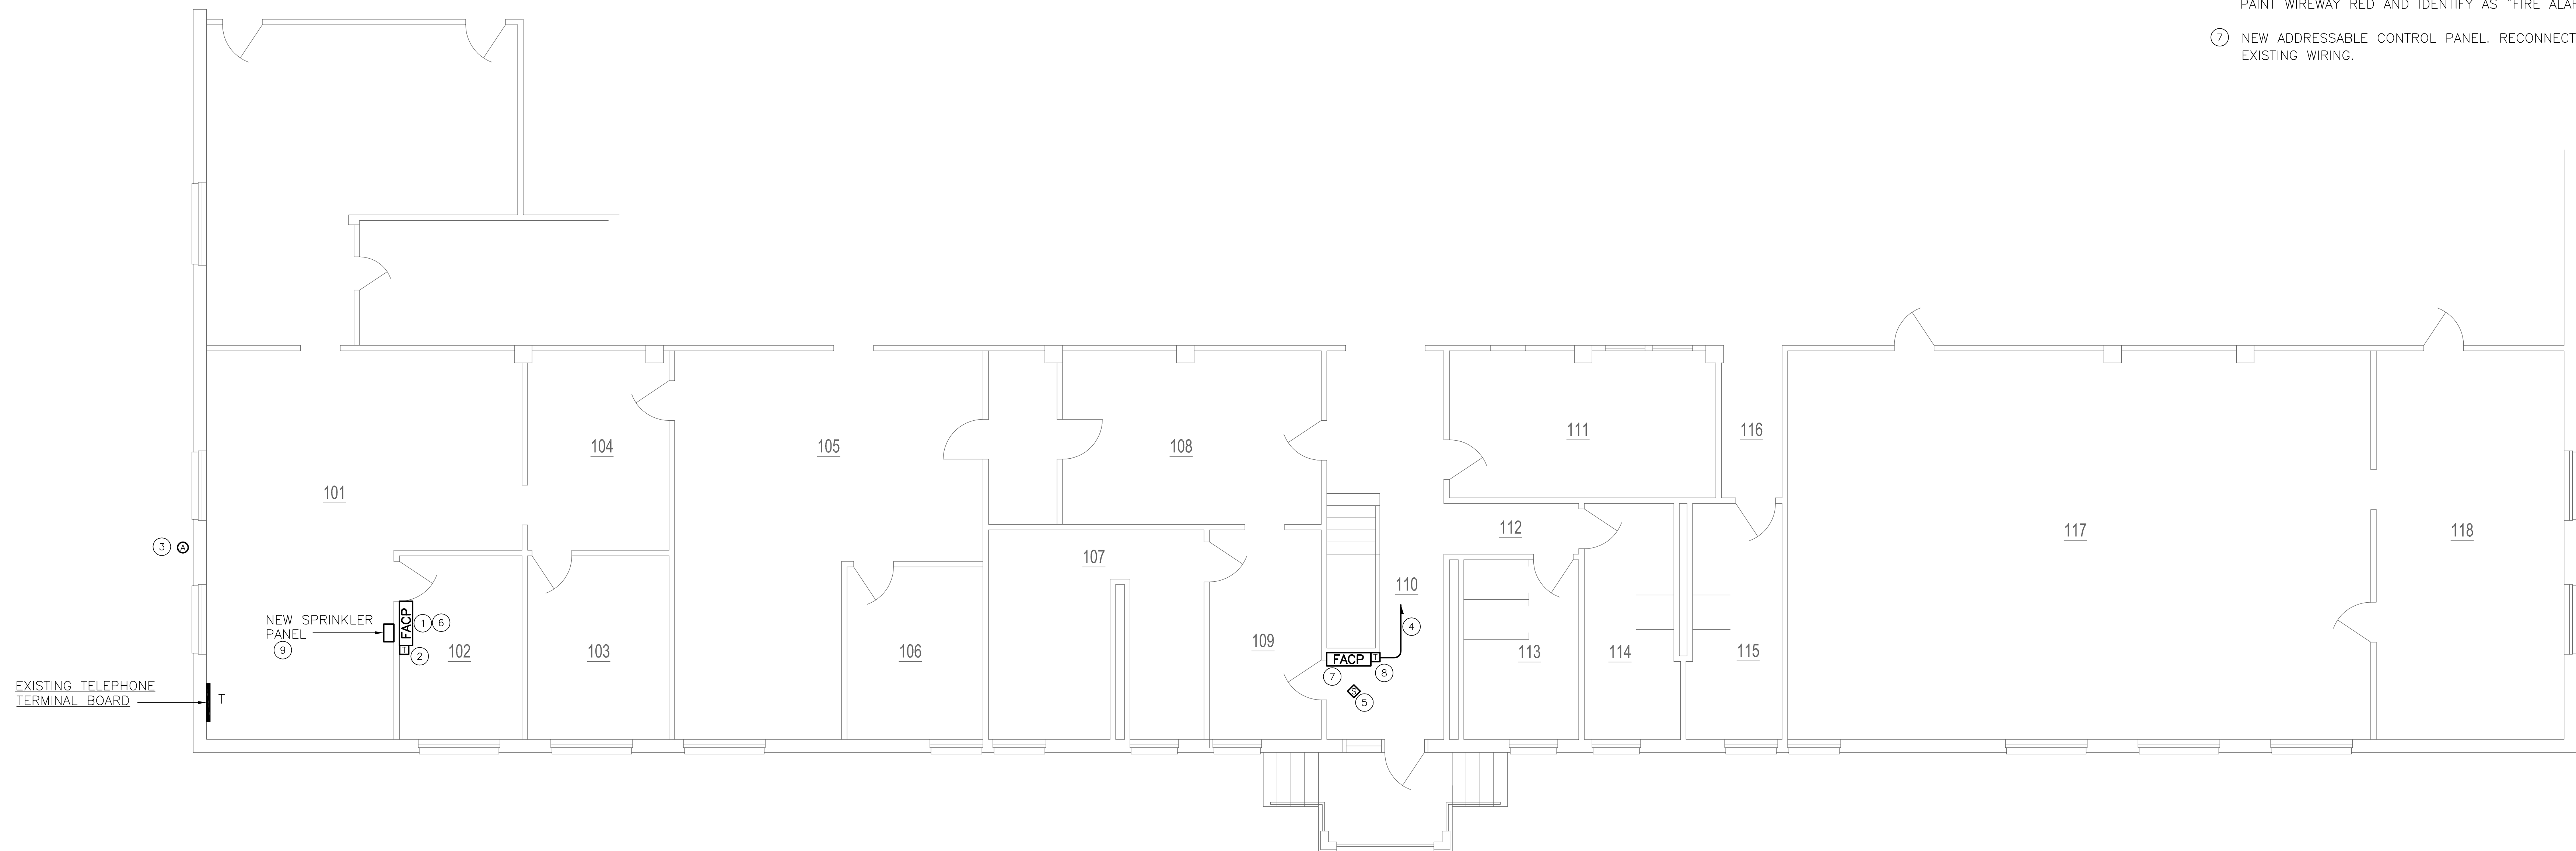 PAINT WIREWAY RED AND IDENTIFY AS "FIRE
7 NEW ADDRESSABLE CONTROL PANEL. RECONNECT
EXISTING WIRING.
104
105
108
111
116
101
112
117
118
3 A
107
110
NEW SPRINKLER
PANEL
9
FACP
1 6
T
2
102
103
106
109
4
FACP
T
7
8
S
5
113
114
115
EXISTING TELEPHONE
TERMINAL BOARD
T